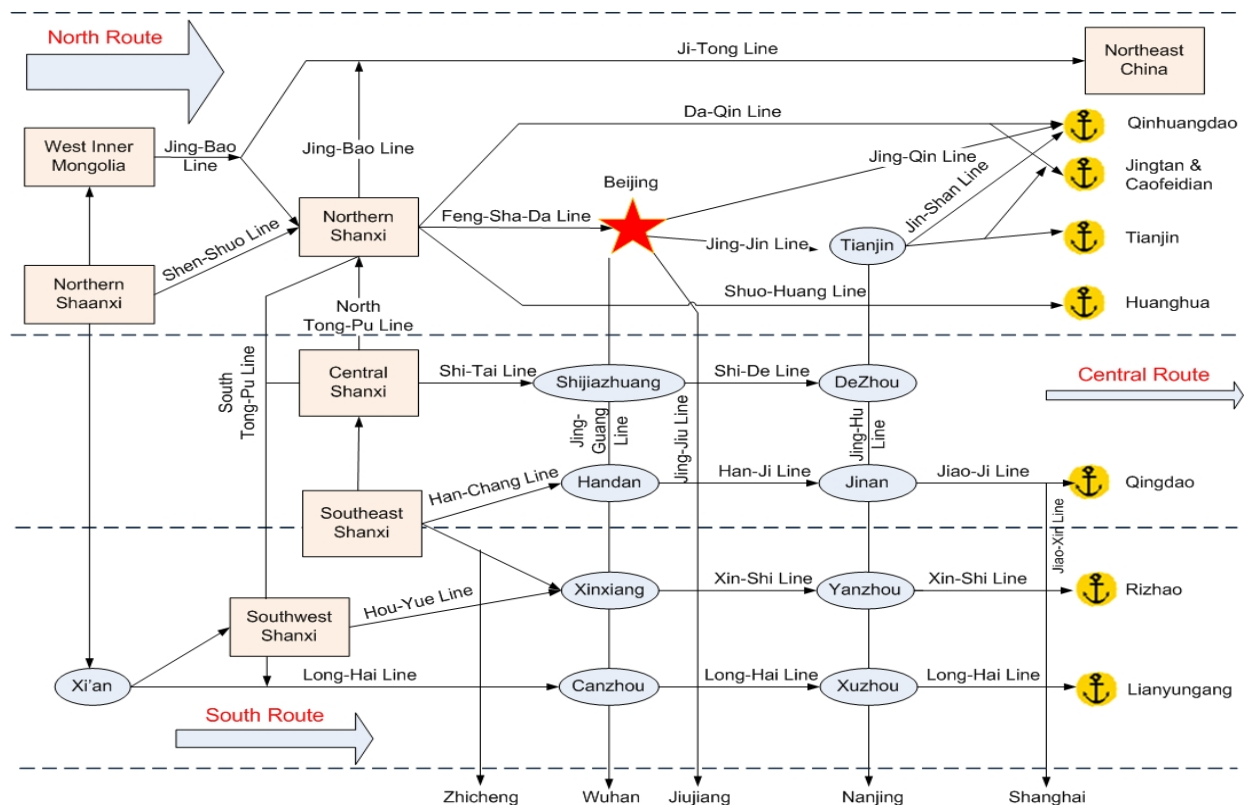 North Route
Ji-Tong Line
Northeast
China
Da-Qin Line
Qinhuangdao
West Inner
Mongolia
Jing-Bao
Line
Jing-Bao Line
Jing-Qin Line
Jingtan &
Caofeidian
Beijing
Jin-Shan Line
Northern
Shanxi
Feng-Sha-Da Line
Jing-Jin Line
Tianjin
Tianjin
Shen-Shuo Line
Northern
Shaanxi
Shuo-Huang Line
Huanghua
North
Tong-Pu Line
South
Tong-Pu Line
Central
Shanxi
Shi-Tai Line
Shijiazhuang
Shi-De Line
DeZhou
Central Route
Jing-
Guang
Line
Jing-Jiu Line
Jing-Hu
Line
Han-Chang Line
Handan
Han-Ji Line
Jinan
Jiao-Ji Line
Qingdao
Southeast
Shanxi
Jiao-Xin Line
Xinxiang
Xin-Shi Line
Yanzhou
Xin-Shi Line
Rizhao
Hou-Yue Line
Southwest
Shanxi
Xi'an
Long-Hai Line
Canzhou
Long-Hai Line
Xuzhou
Long-Hai Line
Lianyungang
South Route
Zhicheng
Wuhan
Jiujiang
Nanjing
Shanghai